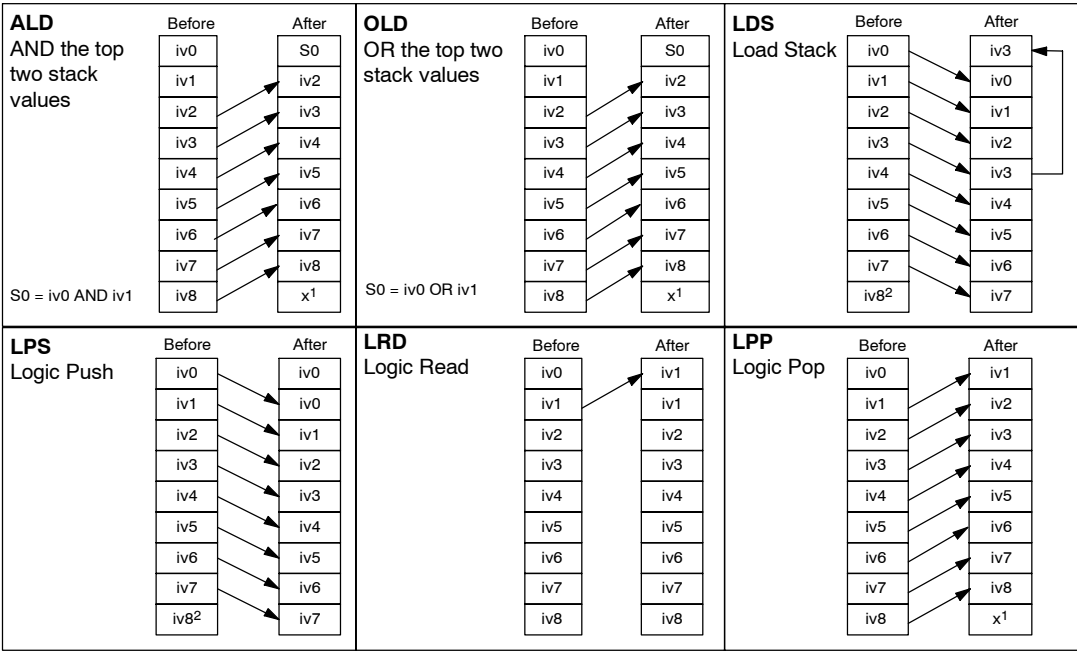 ALD
AND the top
two stack
values
Before After
iv0 S0
iv1 iv2
iv2 iv3
iv3 iv4
iv4 iv5
iv5 iv6
iv6 iv7
iv7 iv8
iv8 x¹
S0 = iv0 AND iv1
OLD
OR the top two
stack values
Before After
iv0 S0
iv1 iv2
iv2 iv3
iv3 iv4
iv4 iv5
iv5 iv6
iv6 iv7
iv7 iv8
iv8 x¹
S0 = iv0 OR iv1
LDS
Load Stack
Before After
iv0 iv3
iv1 iv0
iv2 iv1
iv3 iv2
iv4 iv3
iv5 iv4
iv6 iv5
iv7 iv6
iv8² iv7
LPS
Logic Push
Before After
iv0 iv0
iv1 iv0
iv2 iv1
iv3 iv2
iv4 iv3
iv5 iv4
iv6 iv5
iv7 iv6
iv8² iv7
LRD
Logic Read
Before After
iv0 iv1
iv1 iv1
iv2 iv2
iv3 iv3
iv4 iv4
iv5 iv5
iv6 iv6
iv7 iv7
iv8 iv8
LPP
Logic Pop
Before After
iv0 iv1
iv1 iv2
iv2 iv3
iv3 iv4
iv4 iv5
iv5 iv6
iv6 iv7
iv7 iv8
iv8 x¹